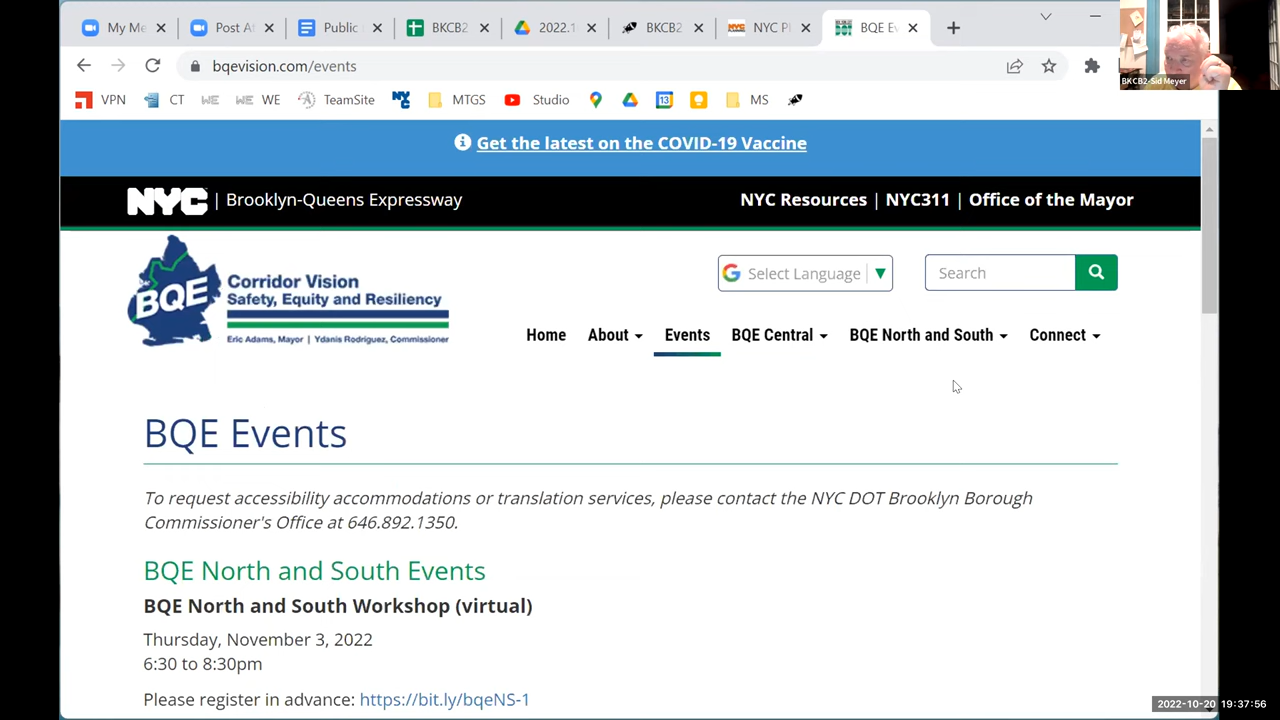 My M
Post A
Public
BKCB
2022.1
BKCB2
NYC P
BQE E
bqevision.com/events
BKCB2-Sid Meyer
VPN
CT
WE
WE
TeamSite
NYC
MTGS
Studio
13
MS
Get the latest on the COVID-19 Vaccine
NYC | Brooklyn-Queens Expressway
NYC Resources | NYC311 | Office of the Mayor
BQE
Corridor Vision
Safety, Equity and Resiliency
Eric Adams, Mayor | Ydanis Rodriguez, Commissioner
Select Language
Search
Home
About
Events
BQE Central
BQE North and South
Connect
BQE Events
To request accessibility accommodations or translation services, please contact the NYC DOT Brooklyn Borough
Commissioner's Office at 646.892.1350.
BQE North and South Events
BQE North and South Workshop (virtual)
Thursday, November 3, 2022
6:30 to 8:30pm
Please register in advance: https://bit.ly/bqeNS-1
2022-10-20 19:37:56